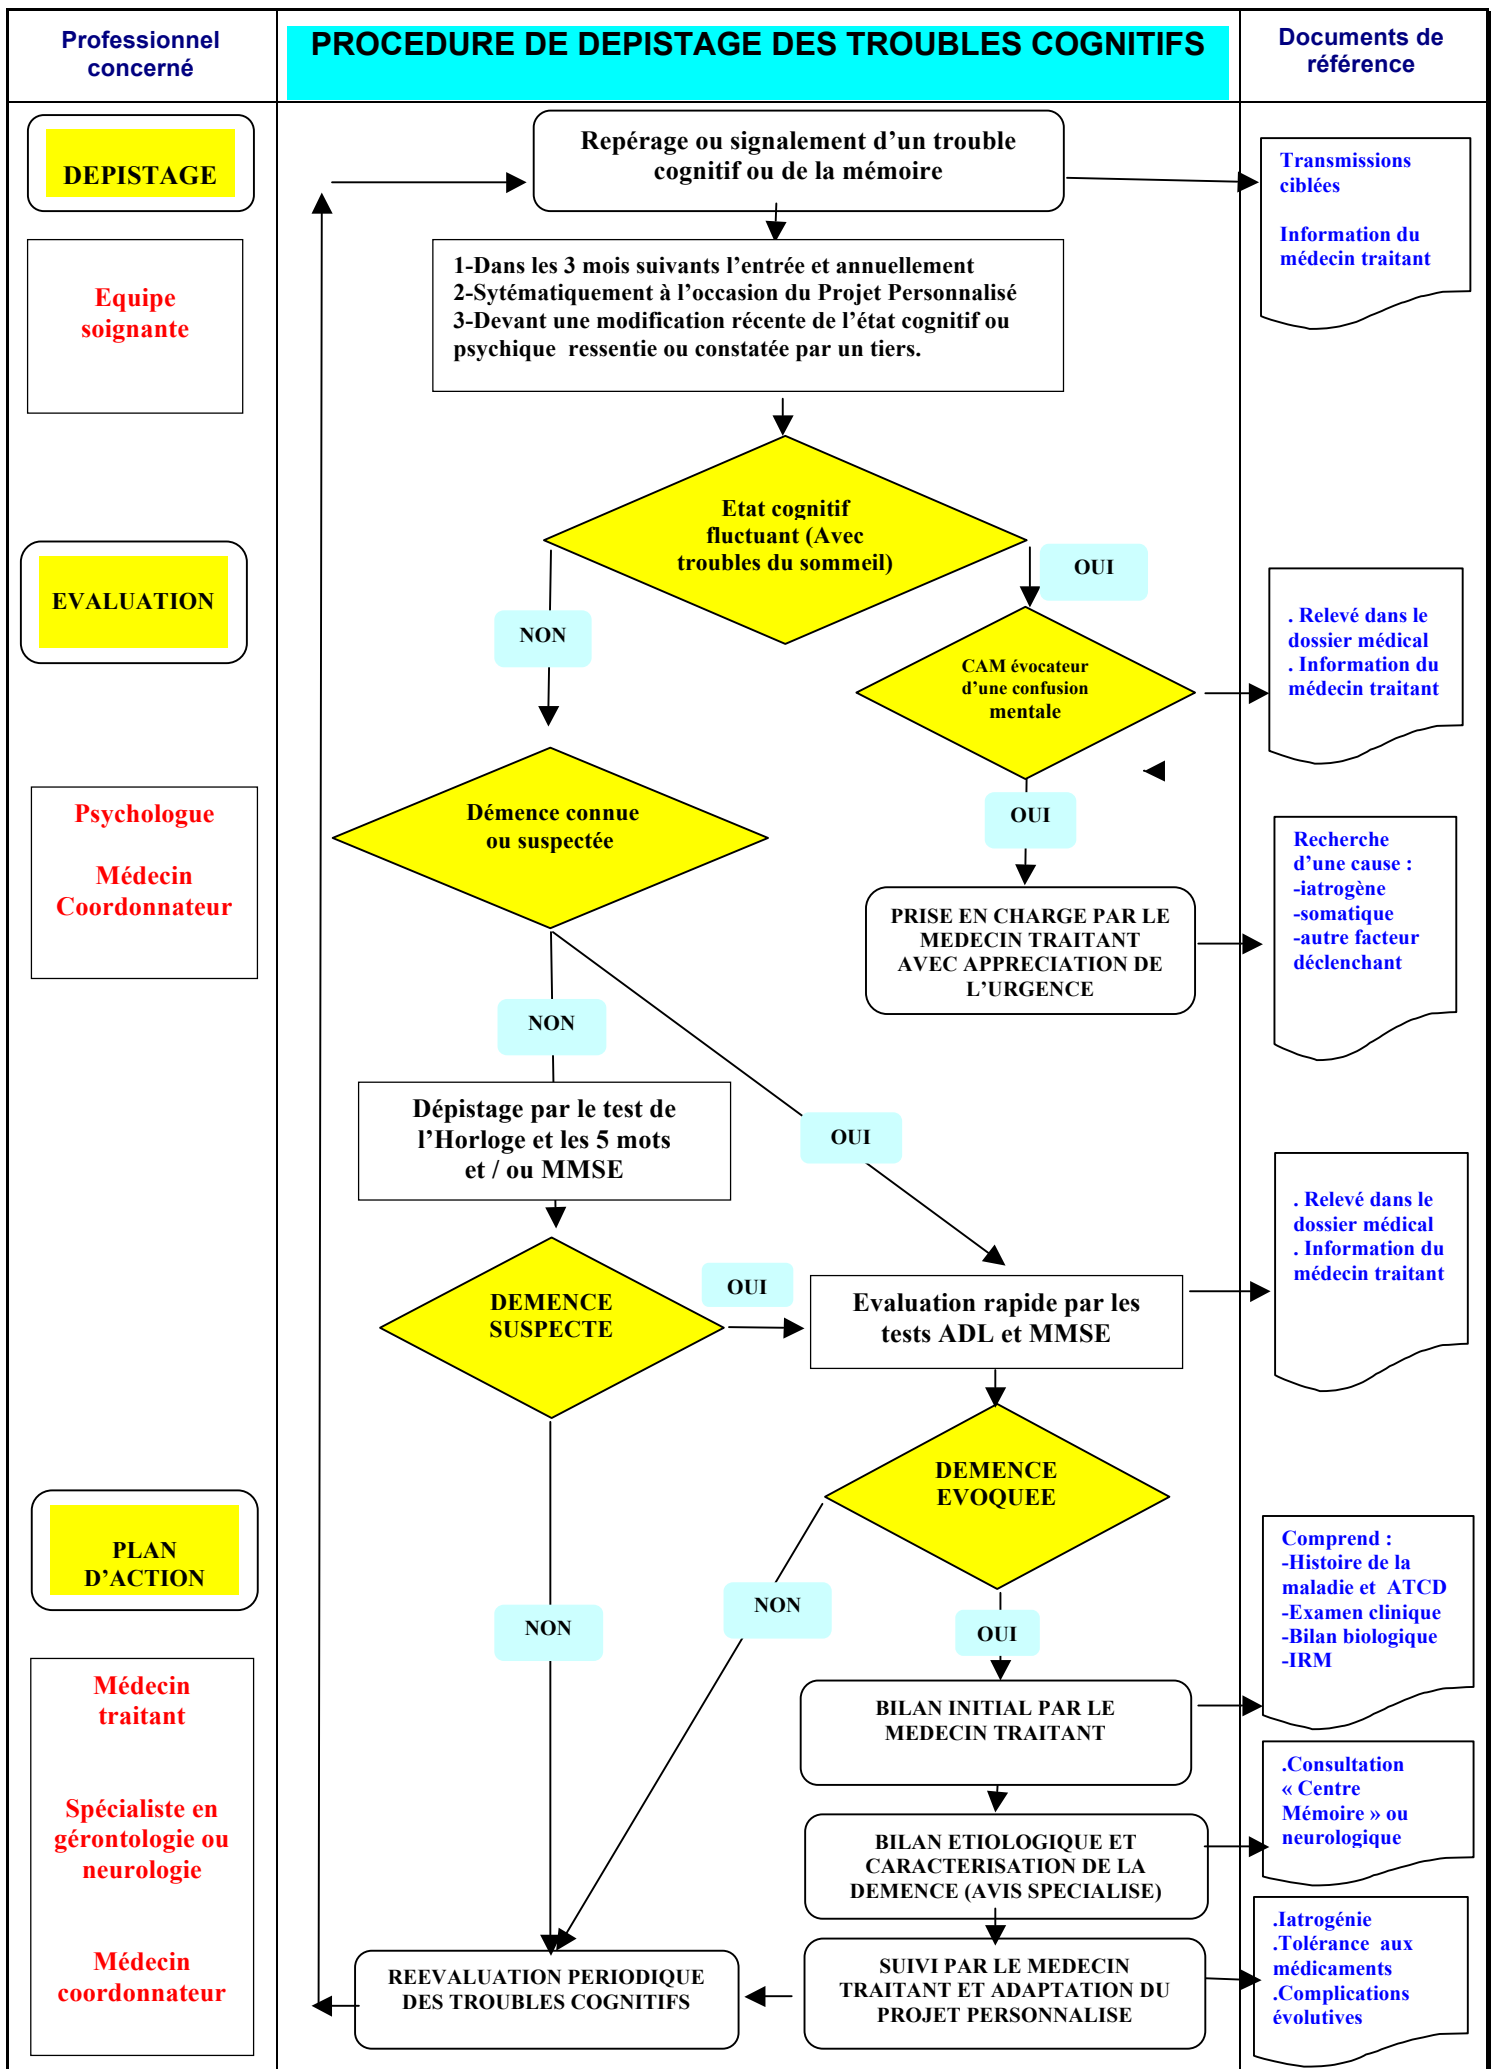 Professionnel
concerné
PROCEDURE DE DEPISTAGE DES TROUBLES COGNITIFS
Documents de
référence
DEPISTAGE
Repérage ou signalement d’un trouble
cognitif ou de la mémoire
Transmissions
ciblées
Information du
médecin traitant
Equipe
soignante
1-Dans les 3 mois suivants l’entrée et annuellement
2-Sytématiquement à l’occasion du Projet Personnalisé
3-Devant une modification récente de l’état cognitif ou
psychique ressentie ou constatée par un tiers.
Etat cognitif
fluctuant (Avec
troubles du sommeil)
OUI
EVALUATION
NON
CAM évocateur
d’une confusion
mentale
. Relevé dans le
dossier médical
. Information du
médecin traitant
Psychologue
Médecin
Coordonnateur
Démence connue
ou suspectée
OUI
Recherche
d’une cause :
-iatrogène
-somatique
-autre facteur
déclenchant
PRISE EN CHARGE PAR LE
MEDECIN TRAITANT
AVEC APPRECIATION DE
L’URGENCE
NON
Dépistage par le test de
l’Horloge et les 5 mots
et / ou MMSE
OUI
. Relevé dans le
dossier médical
. Information du
médecin traitant
DEMENCE
SUSPECTE
OUI
Evaluation rapide par les
tests ADL et MMSE
DEMENCE
EVOQUEE
PLAN
D’ACTION
Comprend :
-Histoire de la
maladie et ATCD
-Examen clinique
-Bilan biologique
-IRM
NON
NON
OUI
Médecin
traitant
Spécialiste en
gérontologie ou
neurologie
Médecin
coordonnateur
BILAN INITIAL PAR LE
MEDECIN TRAITANT
.Consultation
« Centre
Mémoire » ou
neurologique
BILAN ETIOLOGIQUE ET
CARACTERISATION DE LA
DEMENCE (AVIS SPECIALISE)
.Iatrogénie
.Tolérance aux
médicaments
.Complications
évolutives
REEVALUATION PERIODIQUE
DES TROUBLES COGNITIFS
SUIVI PAR LE MEDECIN
TRAITANT ET ADAPTATION DU
PROJET PERSONNALISE